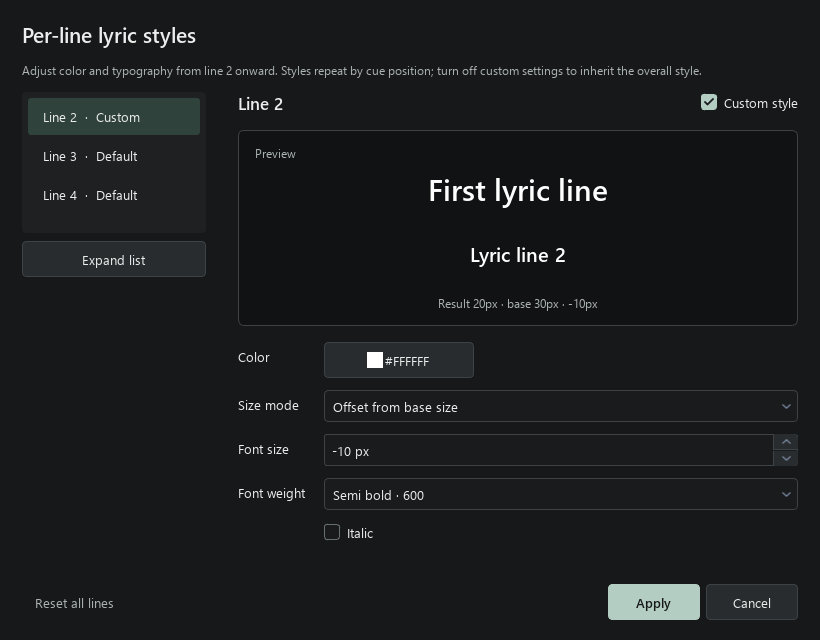 Per-line lyric styles
Adjust color and typography from line 2 onward. Styles repeat by cue position; turn off custom settings to inherit the overall style.
Line 2 · Custom
Line 3 · Default
Line 4 · Default
Expand list
Line 2
Custom style
Preview
First lyric line
Lyric line 2
Result 20px · base 30px · -10px
Color
#FFFFFF
Size mode
Offset from base size
Font size
-10 px
Font weight
Semi bold · 600
Italic
Reset all lines
Apply
Cancel